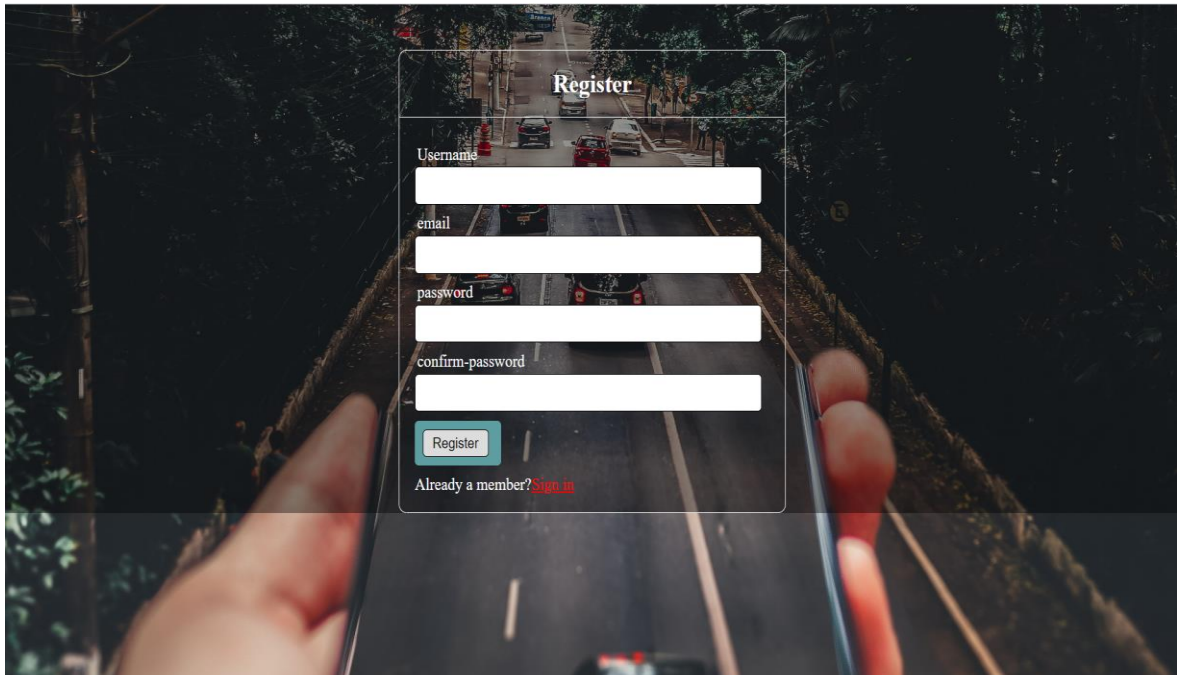 Register
Username
email
password
confirm-password
Register
Already a member?Sign in